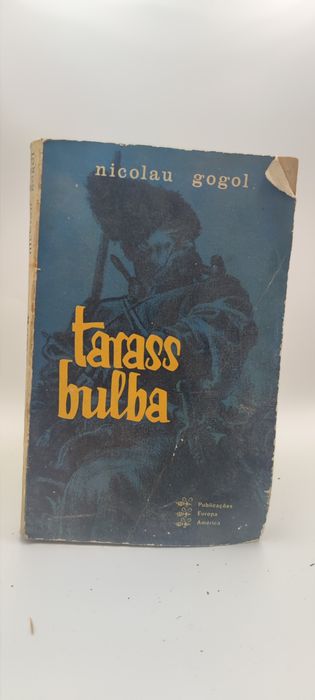 nicolau gogol
tarass
bulba
Publicações
Europa
América